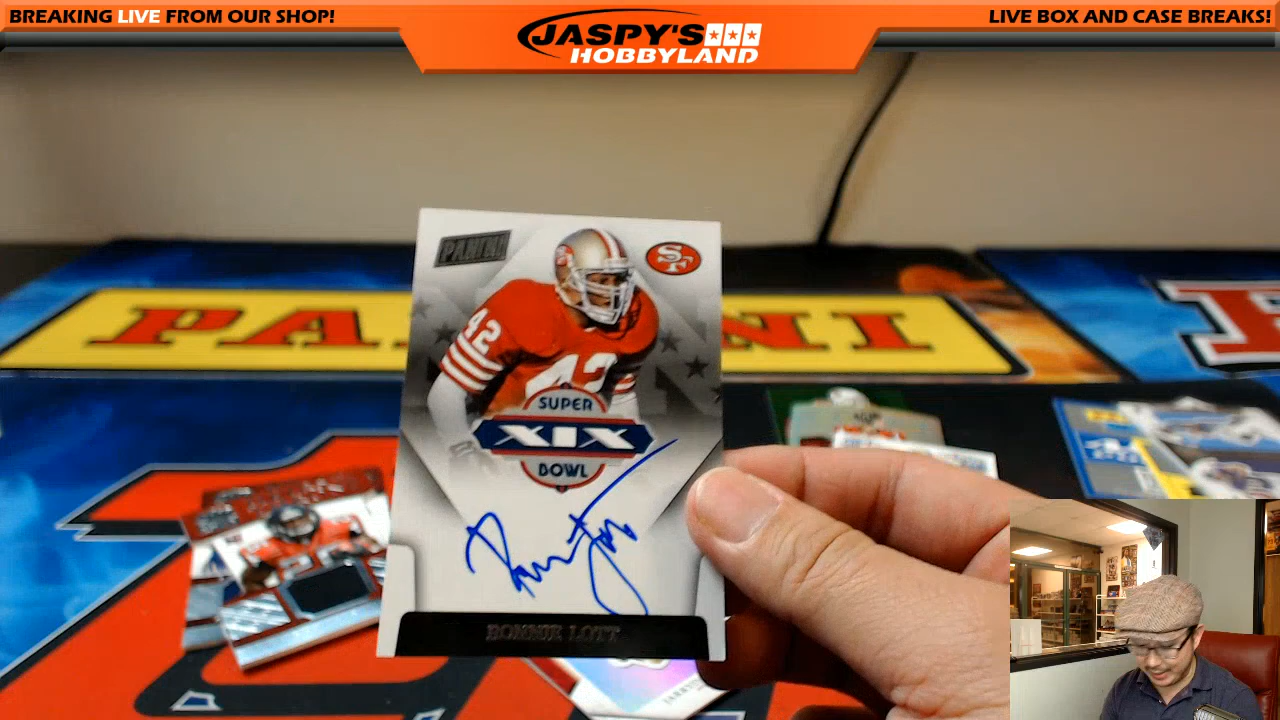 BREAKING LIVE FROM OUR SHOP!
JASPY'S
HOBBYLAND
LIVE BOX AND CASE BREAKS!
PANINI
SF
42
42
SUPER
XIX
BOWL
RONNIE LOTT
PANINI